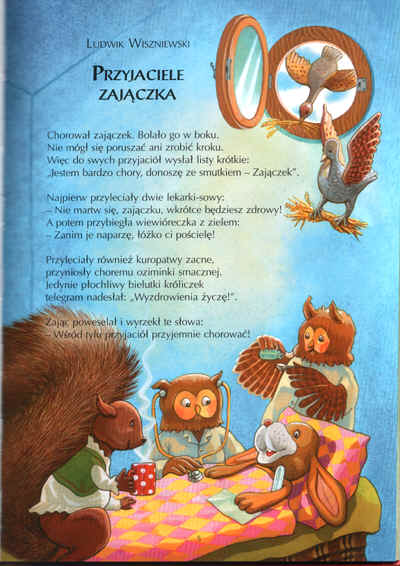 Ludwik Wiszniewski
Przyjaciele
zajączka
Chorował zajączek. Bolało go w boku.
Nie mógł się poruszać ani zrobić kroku.
Więc do swych przyjaciół wysłał listy krótkie:
„Jestem bardzo chory, donoszę ze smutkiem – Zajączek”.
Najpierw przyleciały dwie lekarki-sowy:
– Nie martw się, zajączku, wkrótce będziesz zdrowy!
A potem przybiegła wiewióreczka z zielem:
– Zanim je naparzę, łóżko ci pościelę!
Przyleciały również kuropatwy zacne,
przyniosły choremu oziminki smacznej.
Jedynie płochliwy bielutki króliczek
telegram nadesłał: „Wyzdrowienia życzę!”.
Zając poweselał i wyrzekł te słowa:
– Wśród tylu przyjaciół przyjemnie chorować!